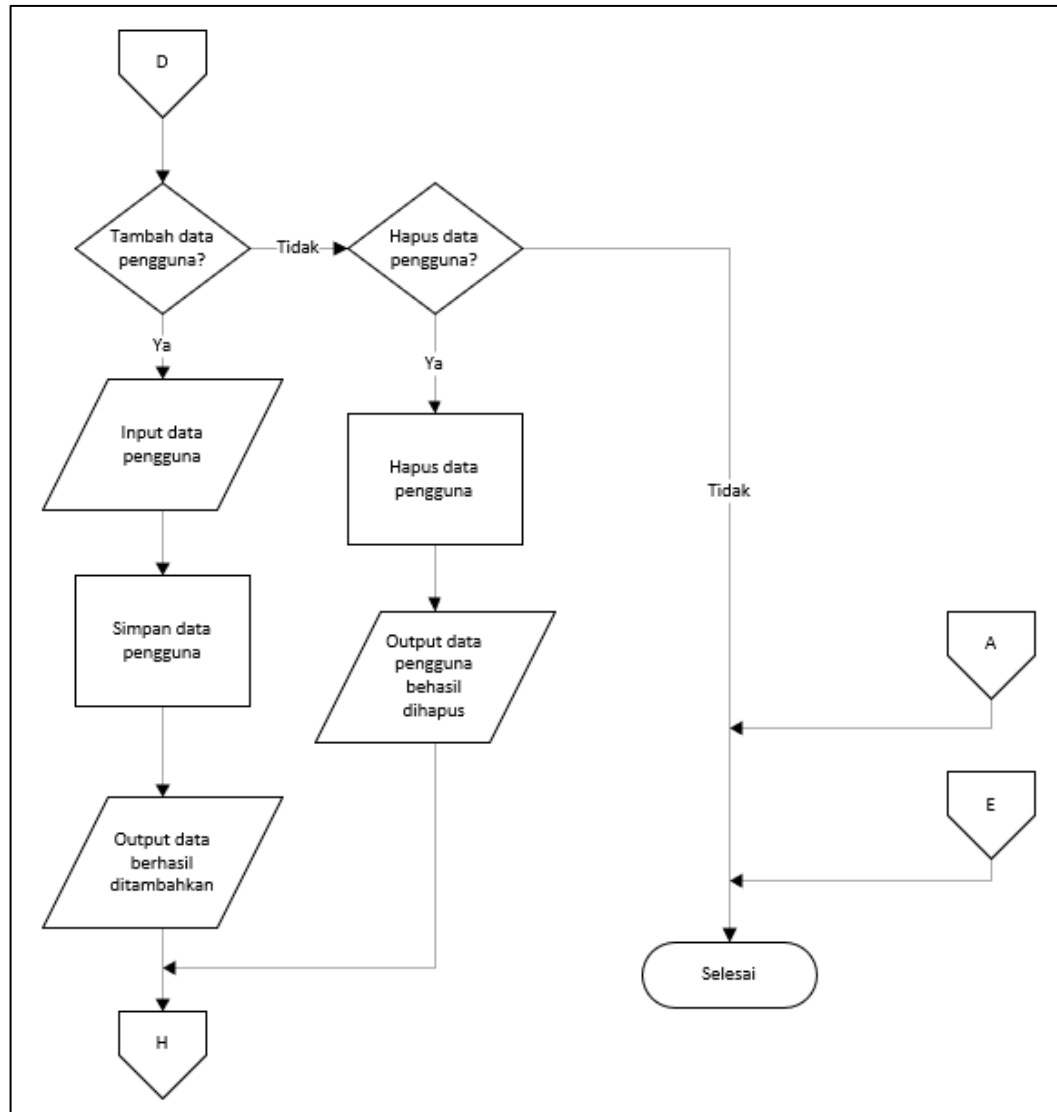 D
Tambah data
pengguna?
Tidak
Hapus data
pengguna?
Ya
Ya
Input data
pengguna
Hapus data
pengguna
Tidak
Simpan data
pengguna
Output data
pengguna
behasil
dihapus
A
E
Output data
berhasil
ditambahkan
Selesai
H